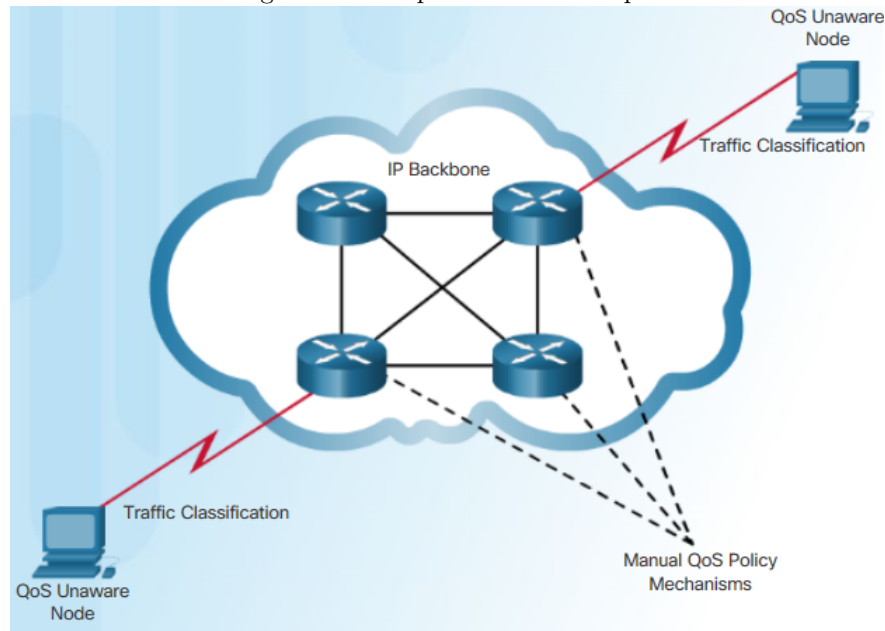 QoS Unaware
Node
Traffic Classification
IP Backbone
Traffic Classification
QoS Unaware
Node
Manual QoS Policy
Mechanisms